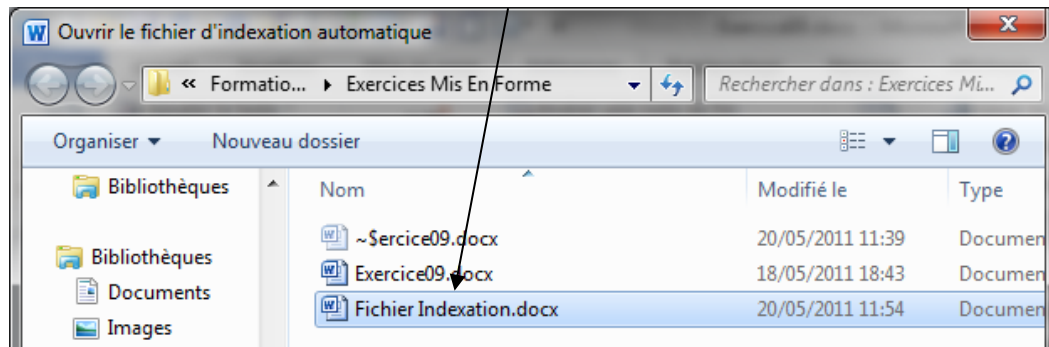 Ouvrir le fichier d'indexation automatique
« Formatio... Exercices Mis En Forme Rechercher dans : Exercices Mi...
Organiser Nouveau dossier
Bibliothèques
Bibliothèques
Documents
Images
Nom Modifié le Type
~$ercice09.docx 20/05/2011 11:39 Documen
Exercice09.docx 18/05/2011 18:43 Documen
Fichier Indexation.docx 20/05/2011 11:54 Documen